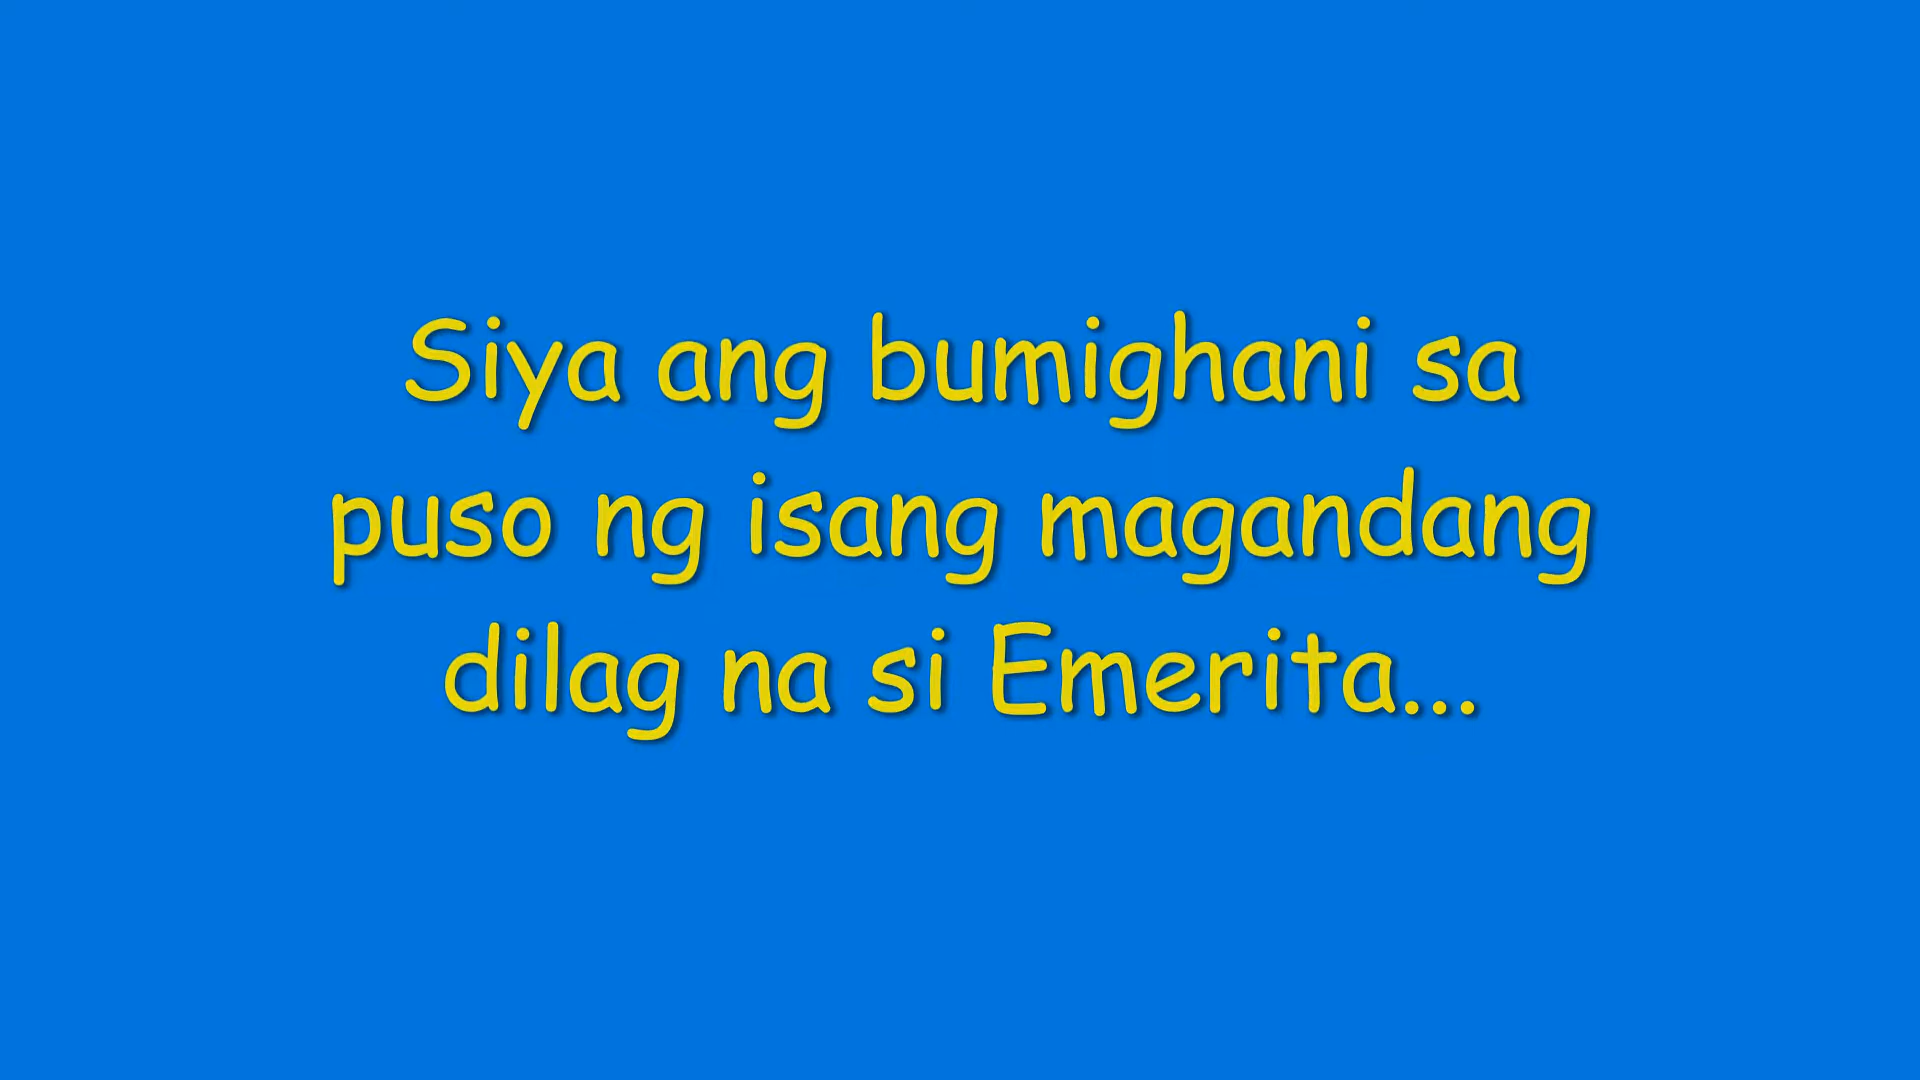 Siya ang bumighani sa
puso ng isang magandang
dilag na si Emerita...